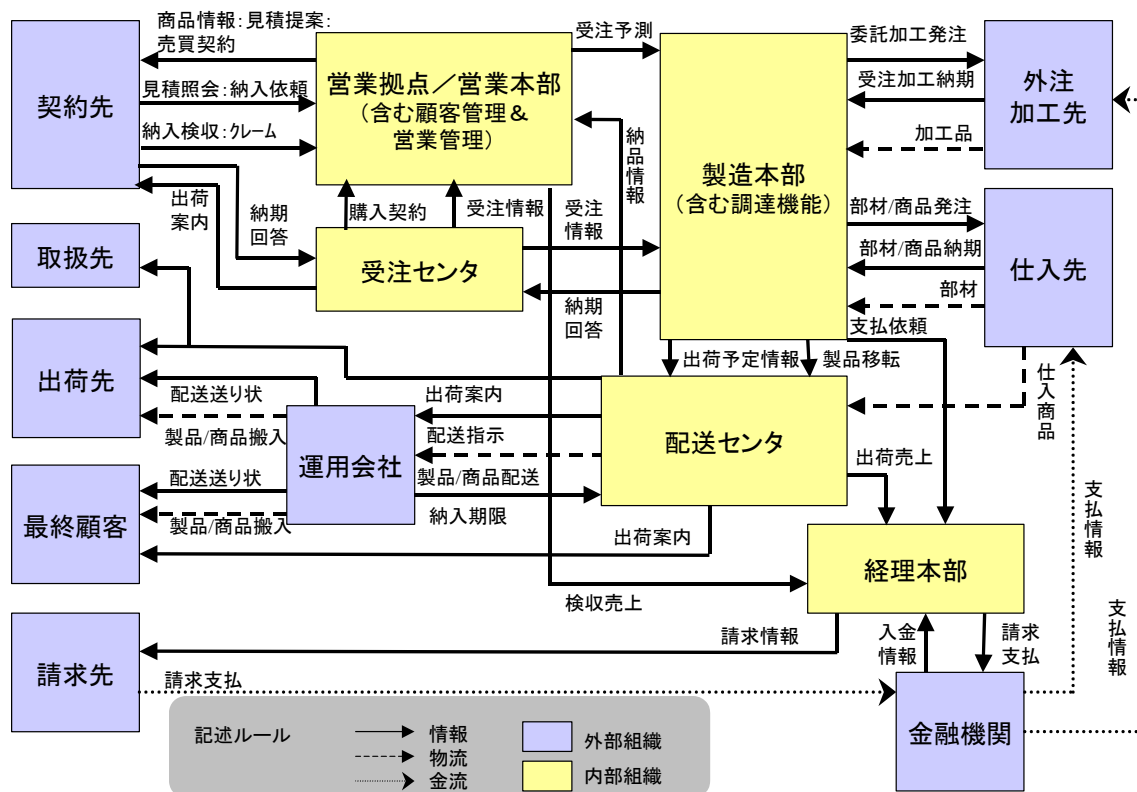 商品情報:見積提案:
売買契約
受注予測
委託加工発注
契約先
営業拠点／営業本部
(含む顧客管理＆
営業管理)
見積照会:納入依頼
納入検収:クレーム
製造本部
(含む調達機能)
受注加工納期
加工品
外注
加工先
納品情報
出荷
案内
納期
回答
購入契約
受注情報
受注
情報
部材/商品発注
部材/商品納期
部材
仕入先
取扱先
受注センタ
納期
回答
支払依頼
出荷予定情報
製品移転
仕入商品
出荷先
配送送り状
製品/商品搬入
運用会社
出荷案内
配送指示
製品/商品配送
納入期限
配送センタ
出荷売上
最終顧客
配送送り状
製品/商品搬入
出荷案内
支払情報
検収売上
経理本部
請求情報
入金
情報
請求
支払
支払情報
請求先
請求支払
金融機関
記述ルール
情報
物流
金流
外部組織
内部組織